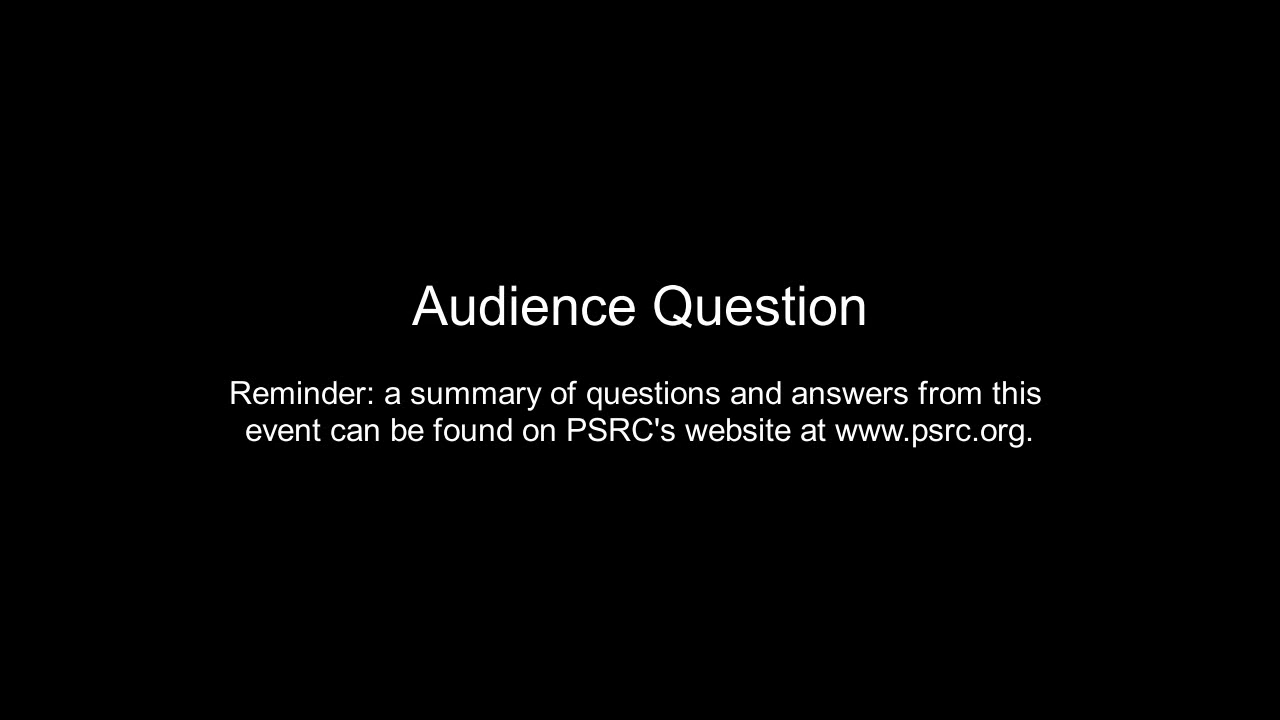 Audience Question
Reminder: a summary of questions and answers from this
event can be found on PSRC's website at www.psrc.org.